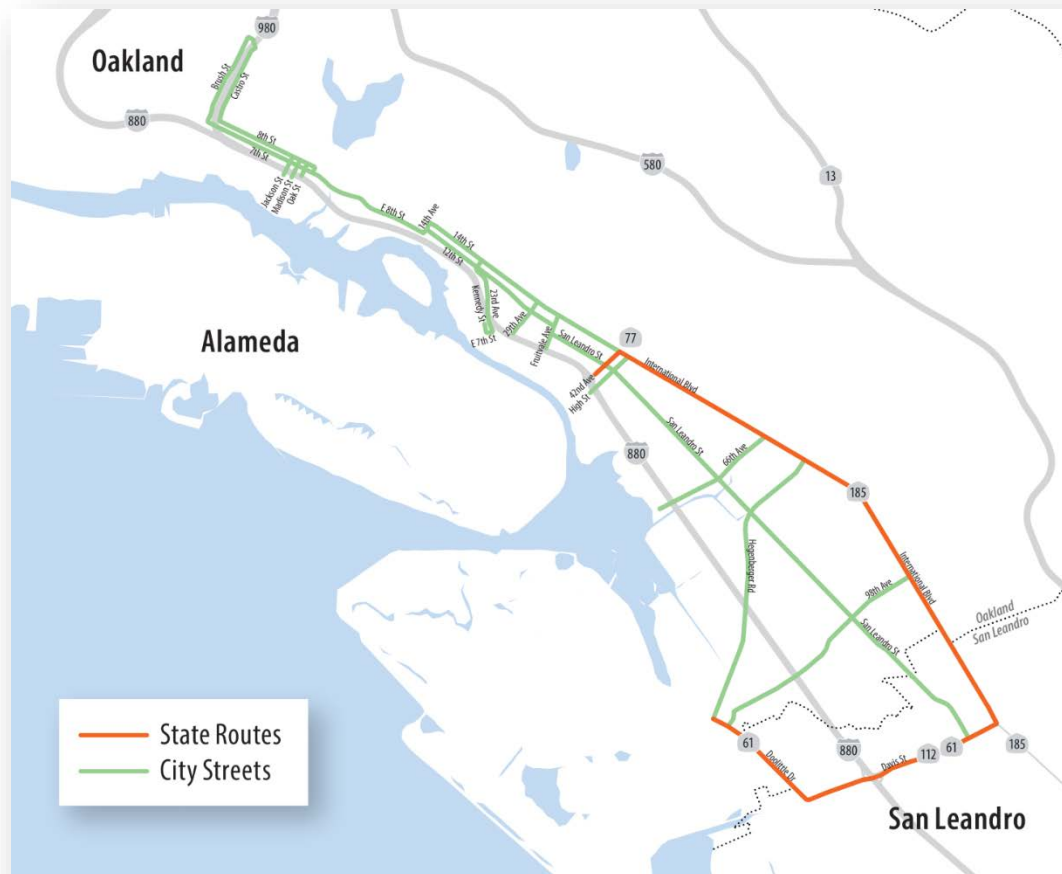 980
Oakland
Brush St
Castro St
880
8th St
7th St
580
13
Jackson St
Madison St
Oak St
E 8th St
14th Ave
14th St
12th St
23rd Ave
Kennedy St
E 7th St
29th Ave
Fruitvale Ave
San Leandro St
77
Alameda
42nd Ave
High St
International Blvd
San Leandro St
66th Ave
880
185
Hegenberger Rd
International Blvd
98th Ave
Oakland
San Leandro
San Leandro St
State Routes
City Streets
61
Doolittle Dr
880
Davis St
112
61
185
San Leandro